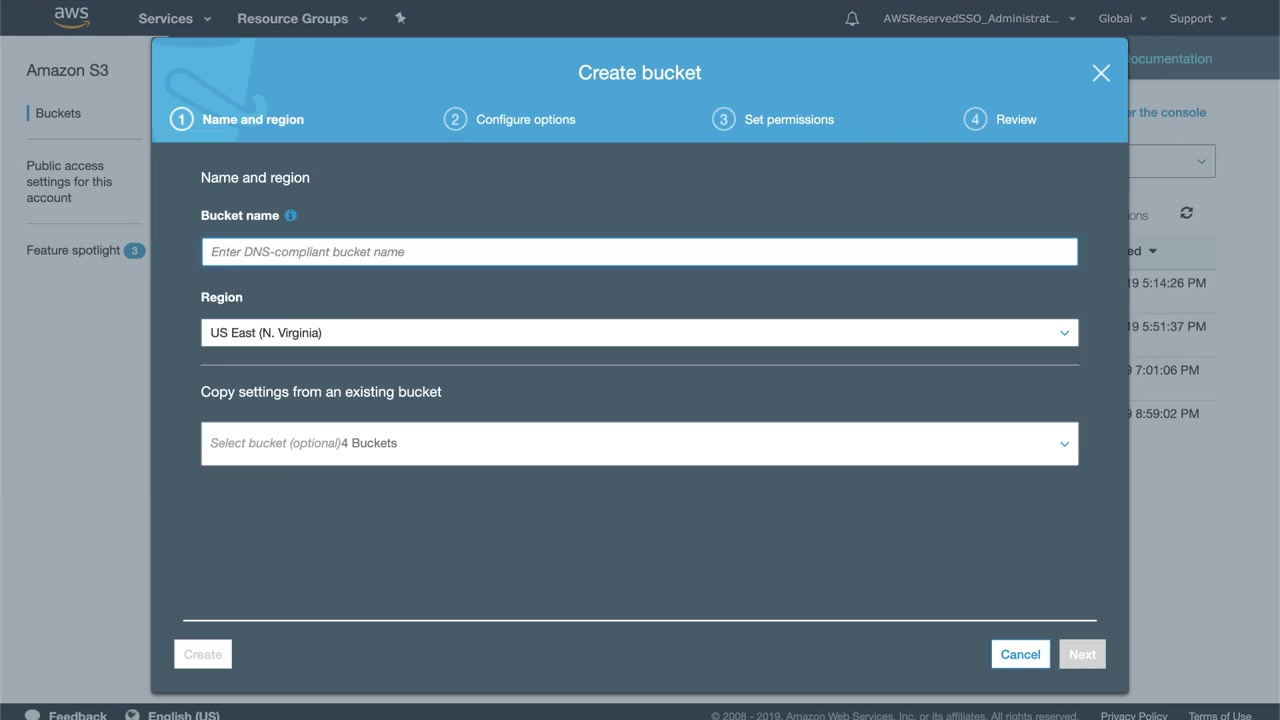 aws
Services
Resource Groups
AWSReservedSSO_Administrat...
Global
Support
Amazon S3
Buckets
Public access
settings for this
account
Feature spotlight 3
Create bucket
1 Name and region
2 Configure options
3 Set permissions
4 Review
Name and region
Bucket name
Enter DNS-compliant bucket name
Region
US East (N. Virginia)
Copy settings from an existing bucket
Select bucket (optional)4 Buckets
Create
Cancel
Next
ocumentation
er the console
ons
ed
19 5:14:26 PM
19 5:51:37 PM
9 7:01:06 PM
9 8:59:02 PM
Feedback
English (US)
© 2008 - 2019, Amazon Web Services, Inc. or its affiliates. All rights reserved.
Privacy Policy
Terms of Use